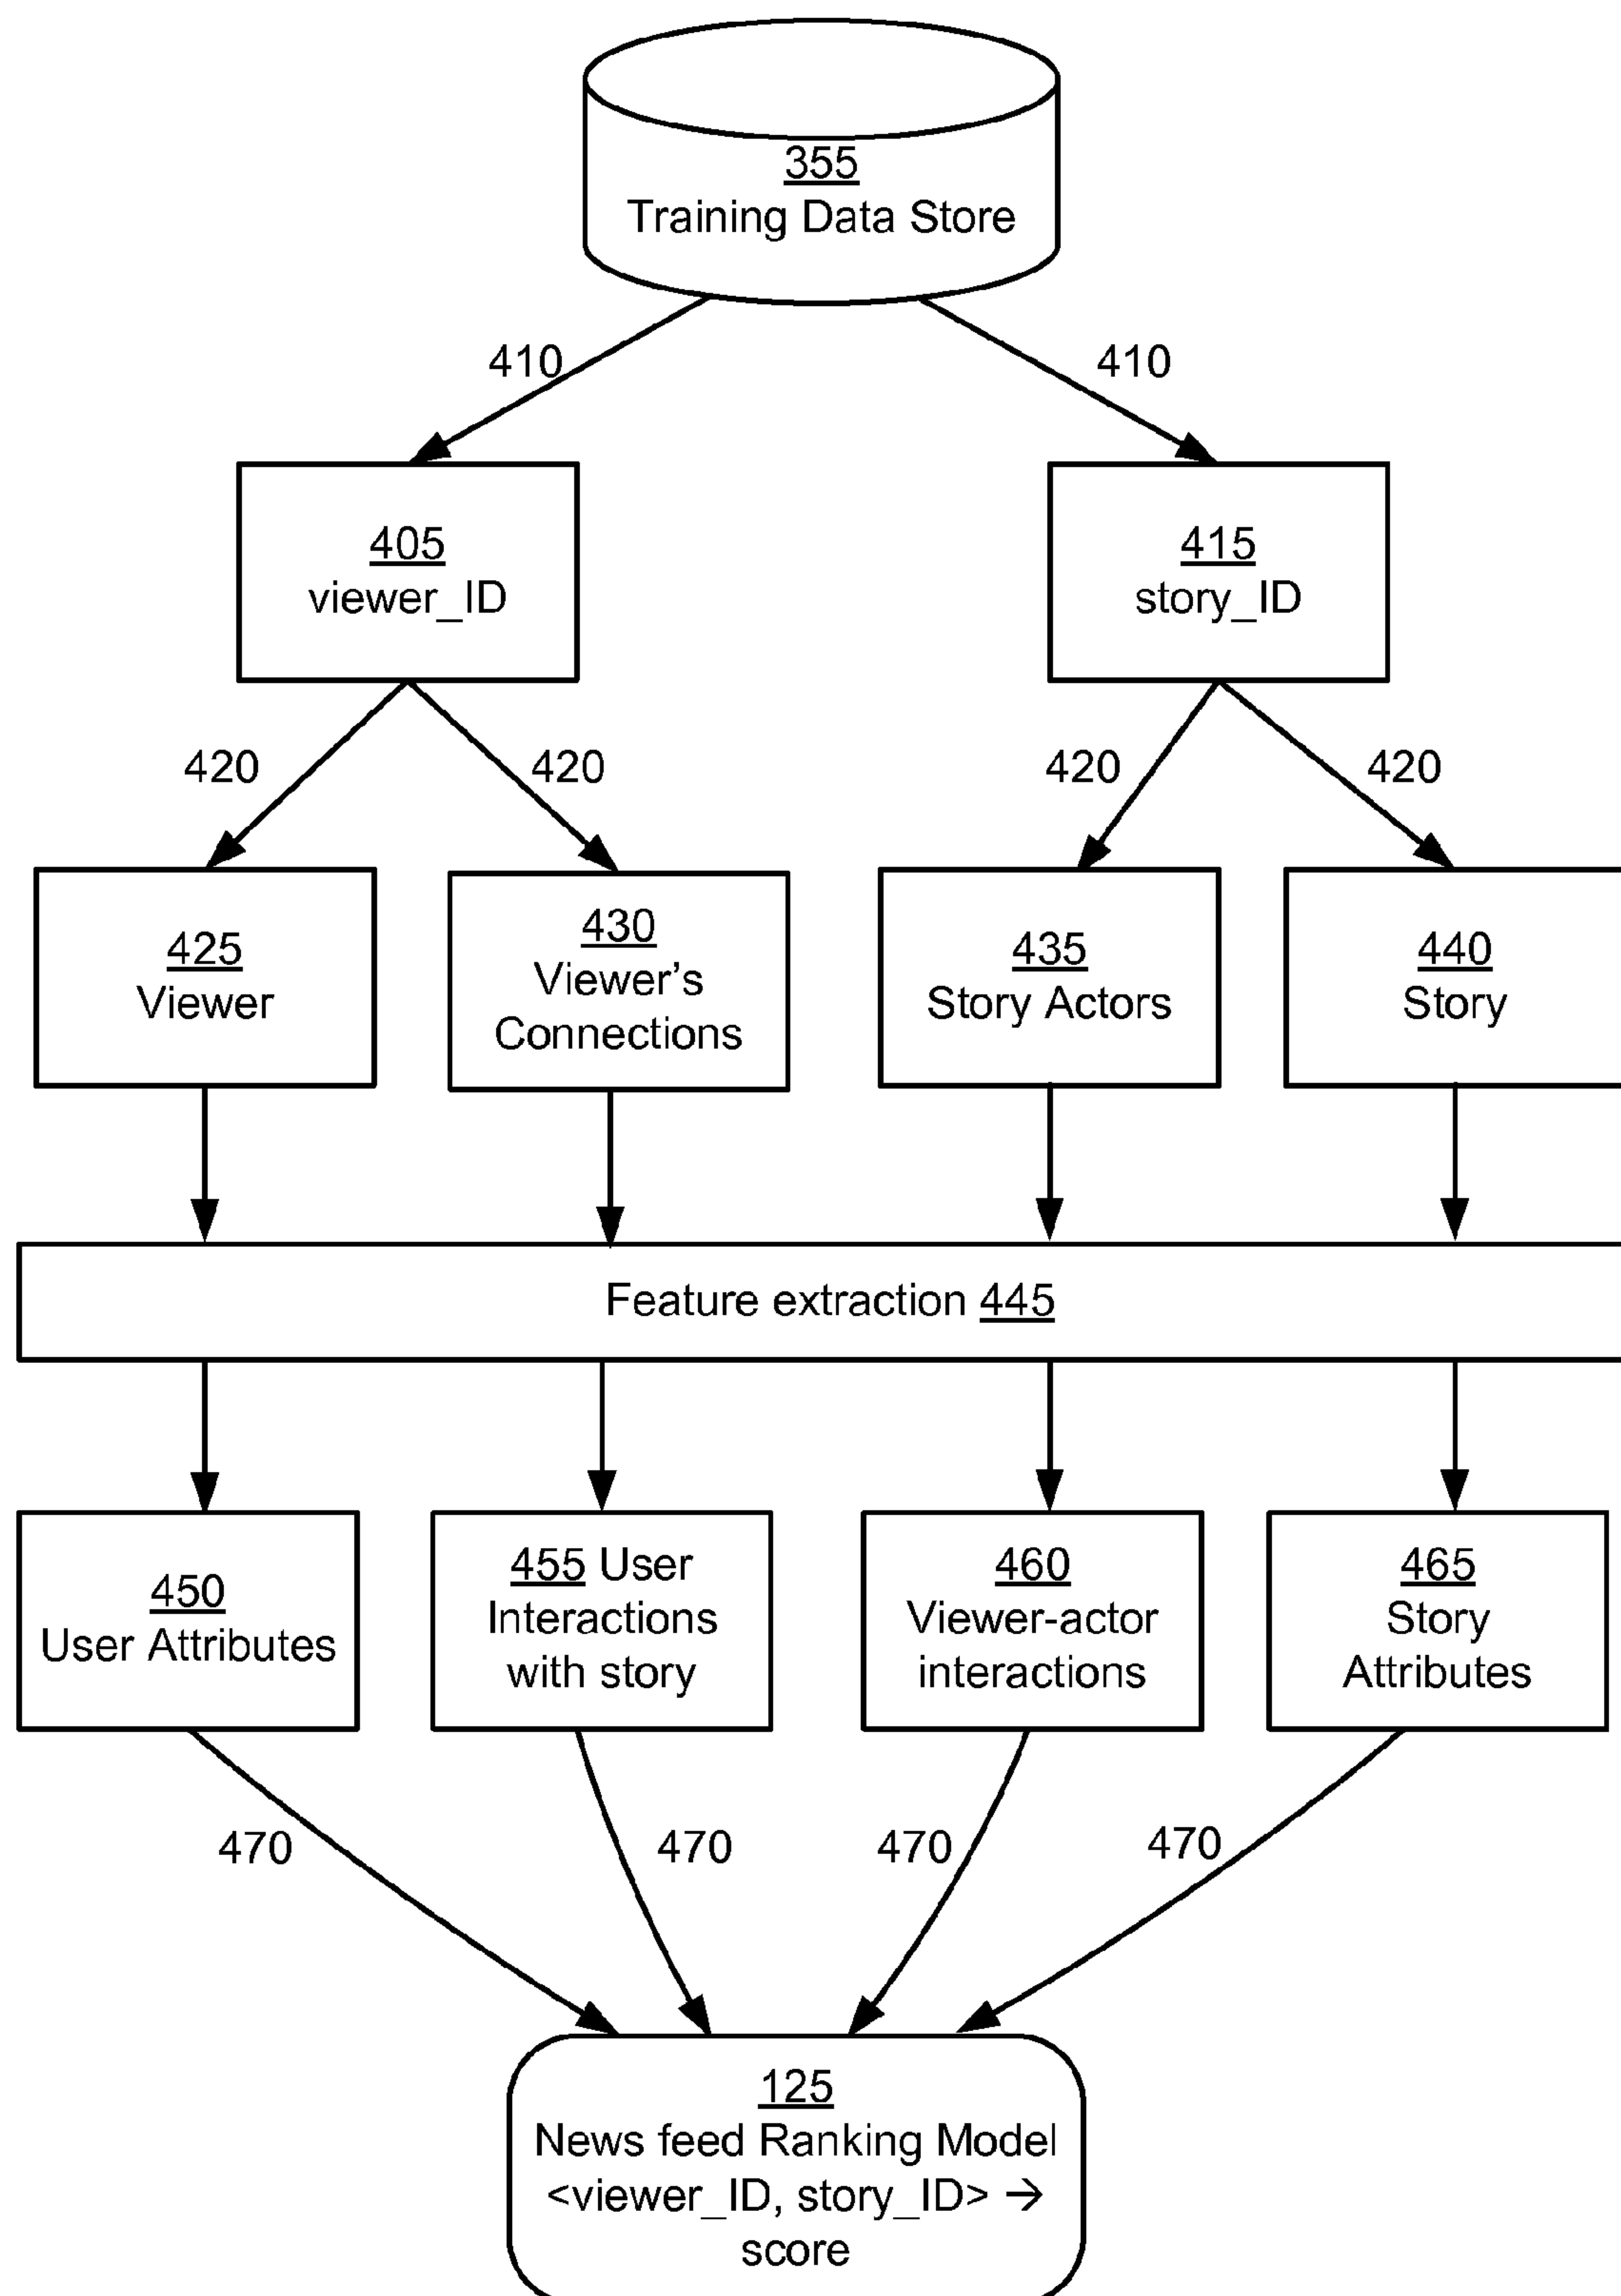 355
Training Data Store
410
410
405
viewer_ID
415
story_ID
420
420
420
420
425
Viewer
430
Viewer's
Connections
435
Story Actors
440
Story
Feature extraction 445
450
User Attributes
455 User
Interactions
with story
460
Viewer-actor
interactions
465
Story
Attributes
470
470
470
470
125
News feed Ranking Model
<viewer_ID, story_ID> →
score